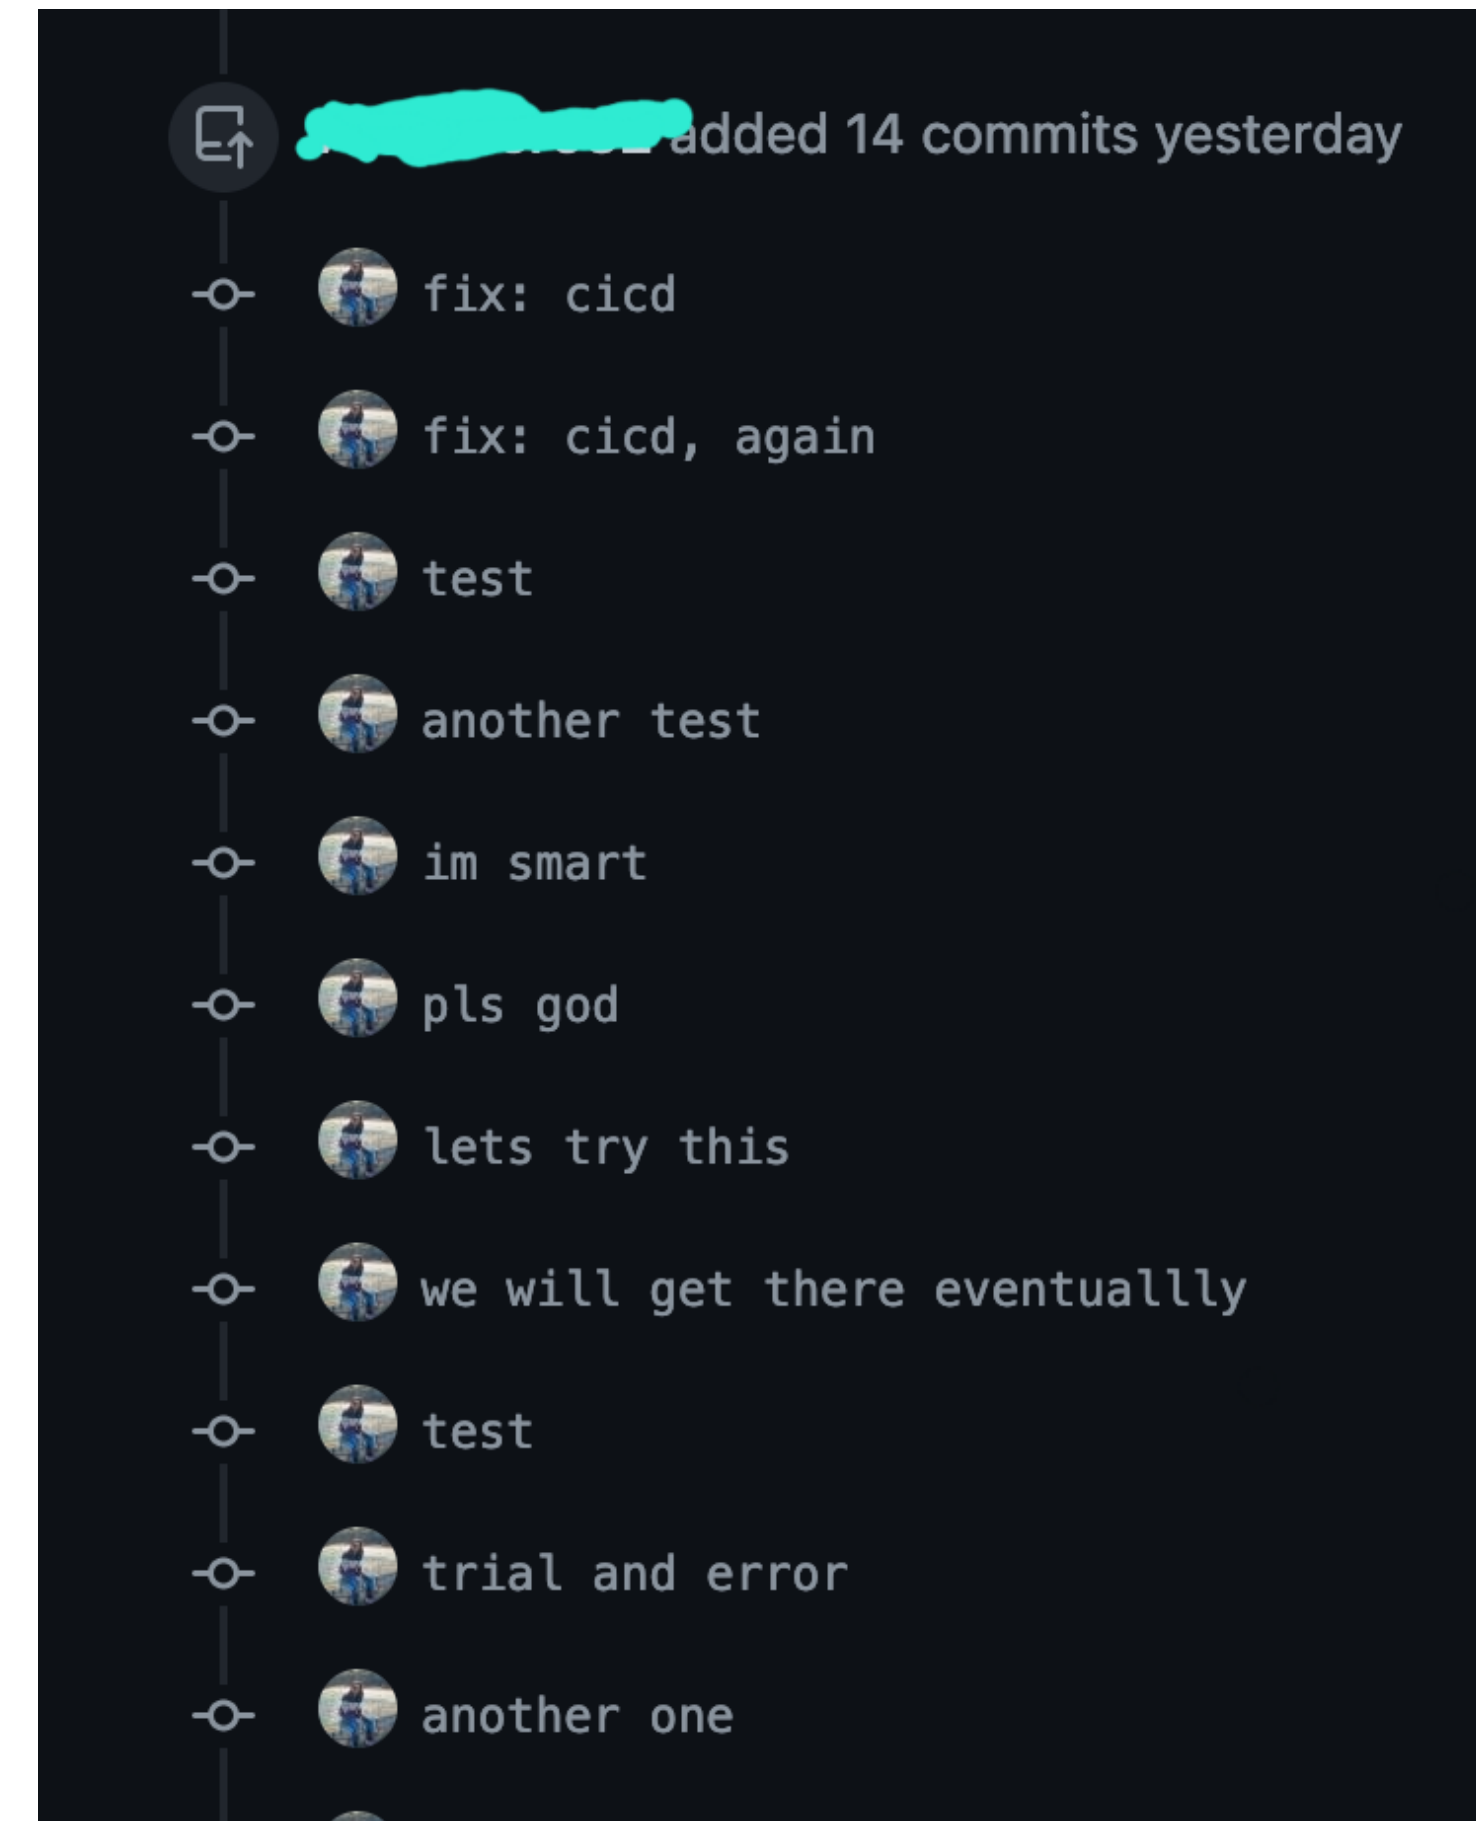 added 14 commits yesterday
fix: cicd
fix: cicd, again
test
another test
im smart
pls god
lets try this
we will get there eventuallly
test
trial and error
another one